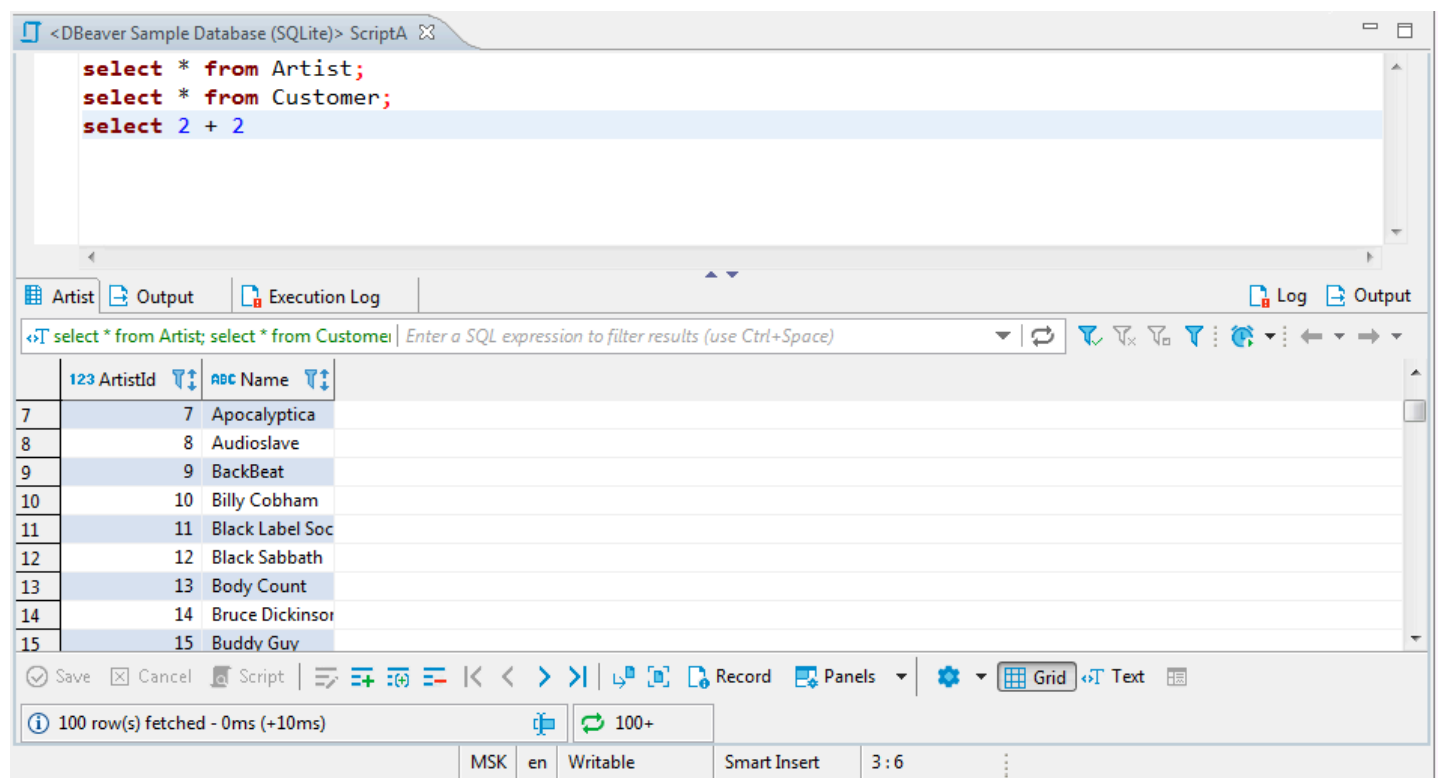 <DBeaver Sample Database (SQLite)> ScriptA
select * from Artist;
select * from Customer;
select 2 + 2
Artist Output Execution Log Log Output
T select * from Artist; select * from Customer Enter a SQL expression to filter results (use Ctrl+Space)
123 ArtistId ABC Name
7 7 Apocalyptica
8 8 Audioslave
9 9 BackBeat
10 10 Billy Cobham
11 11 Black Label Soc
12 12 Black Sabbath
13 13 Body Count
14 14 Bruce Dickinson
15 15 Buddy Guy
Save Cancel Script Record Panels Grid T Text
100 row(s) fetched - 0ms (+10ms) 100+
MSK en Writable Smart Insert 3 : 6